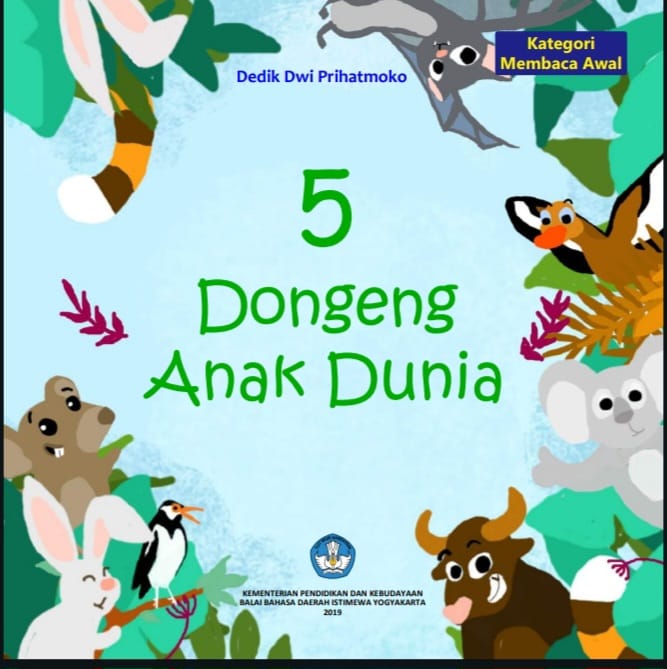 Kategori
Membaca Awal
Dedik Dwi Prihatmoko
5
Dongeng
Anak Dunia
KEMENTERIAN PENDIDIKAN DAN KEBUDAYAAN
BALAI BAHASA DAERAH ISTIMEWA YOGYAKARTA
2019